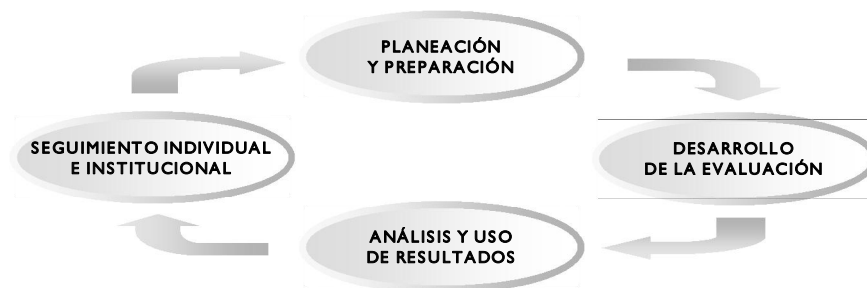 PLANEACIÓN
Y PREPARACIÓN
SEGUIMIENTO INDIVIDUAL
E INSTITUCIONAL
DESARROLLO
DE LA EVALUACIÓN
ANÁLISIS Y USO
DE RESULTADOS